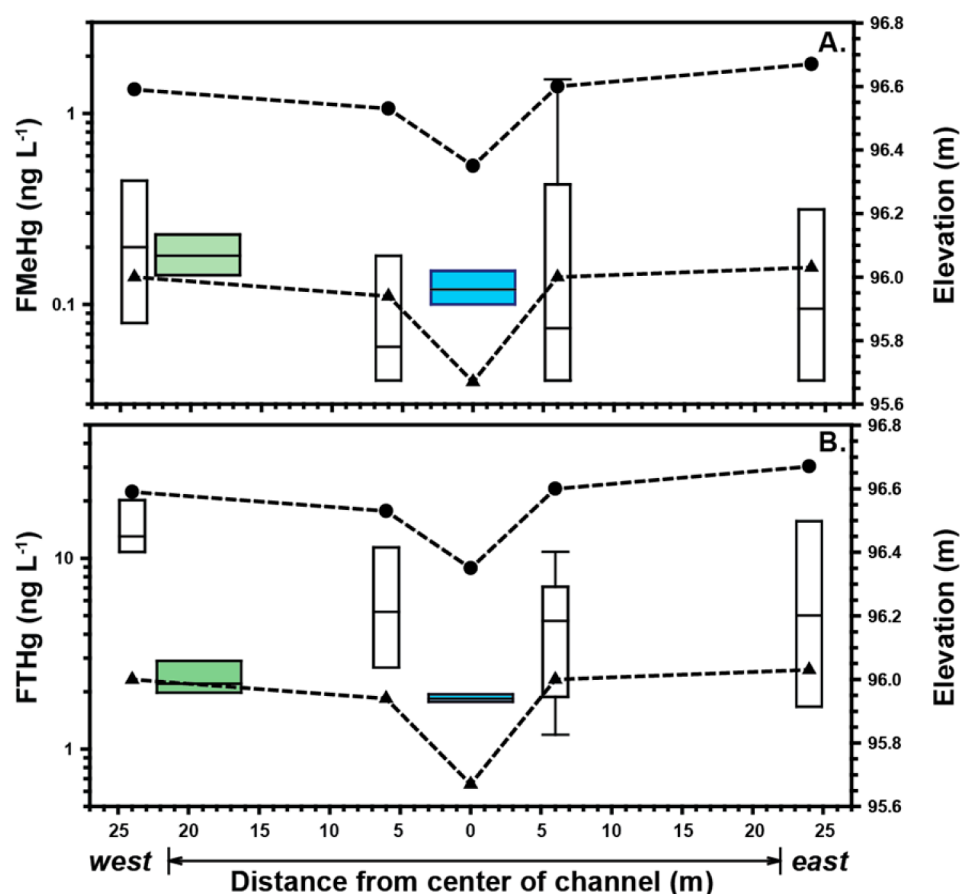 A.
FMeHg (ng L-1)
1
0.1
96.8
96.6
96.4
96.2
96.0
95.8
95.6
Elevation (m)
B.
FTHg (ng L-1)
10
1
96.8
96.6
96.4
96.2
96.0
95.8
95.6
Elevation (m)
25 20 15 10 5 0 5 10 15 20 25
west east
Distance from center of channel (m)